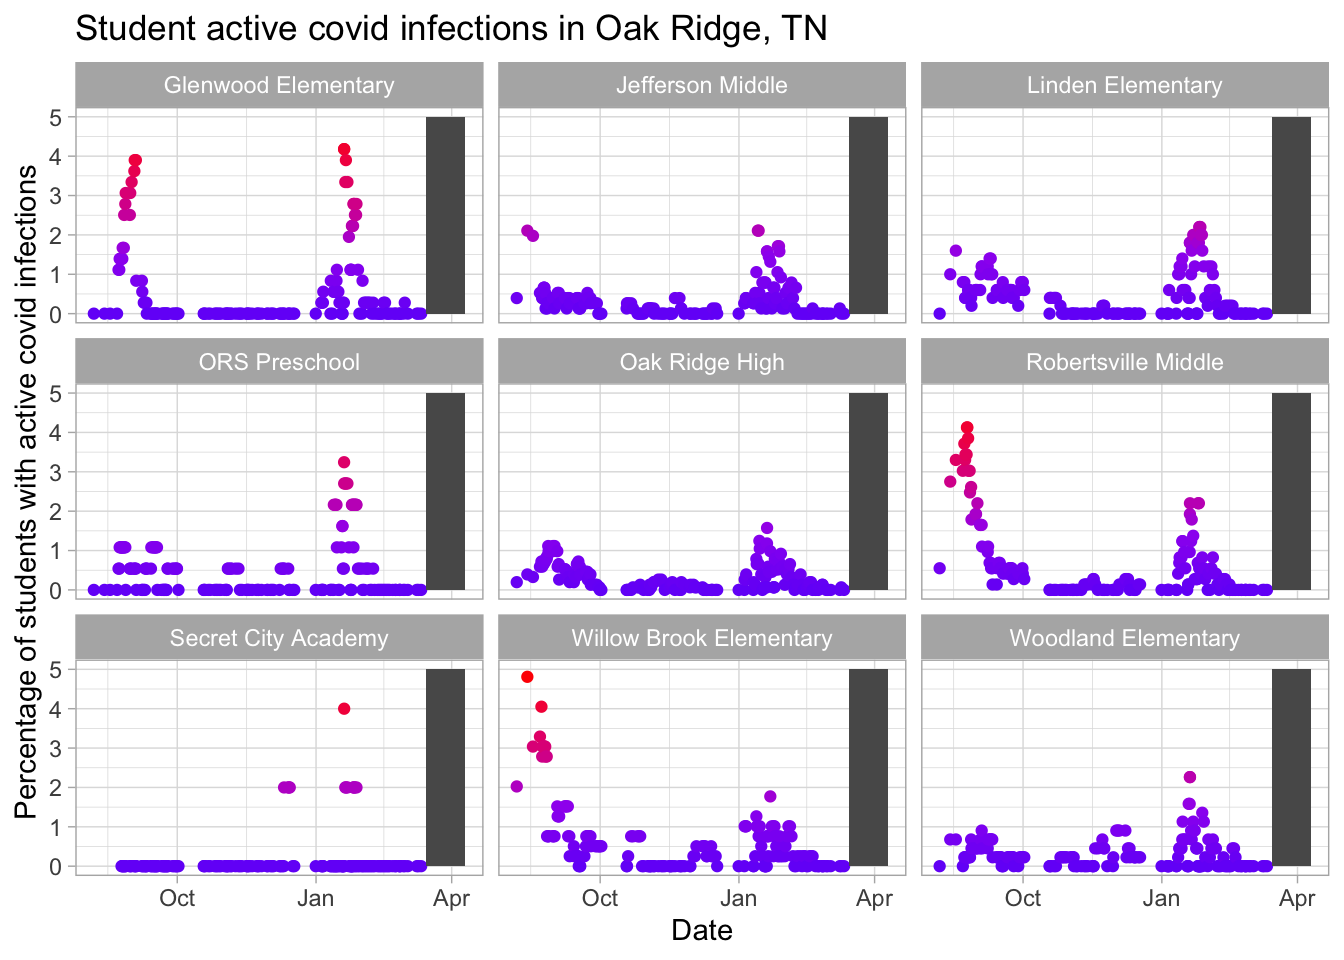 Student active covid infections in Oak Ridge, TN
Glenwood Elementary
Jefferson Middle
Linden Elementary
5
4
3
2
1
0
ORS Preschool
Oak Ridge High
Robertsville Middle
5
4
3
2
1
0
Secret City Academy
Willow Brook Elementary
Woodland Elementary
5
4
3
2
1
0
Percentage of students with active covid infections
Oct Jan Apr
Oct Jan Apr
Oct Jan Apr
Date